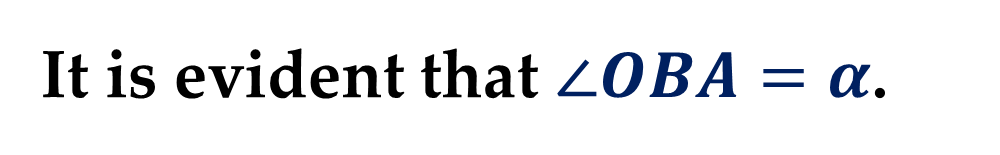 It is evident that ∠OBA = α.